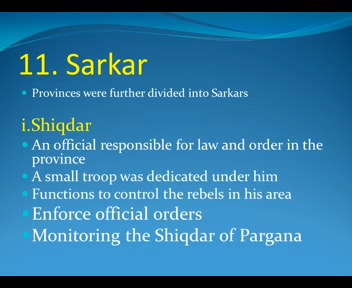 11. Sarkar
• Provinces were further divided into Sarkars
i.Shiqdar
• An official responsible for law and order in the
province
• A small troop was dedicated under him
• Functions to control the rebels in his area
• Enforce official orders
• Monitoring the Shiqdar of Pargana